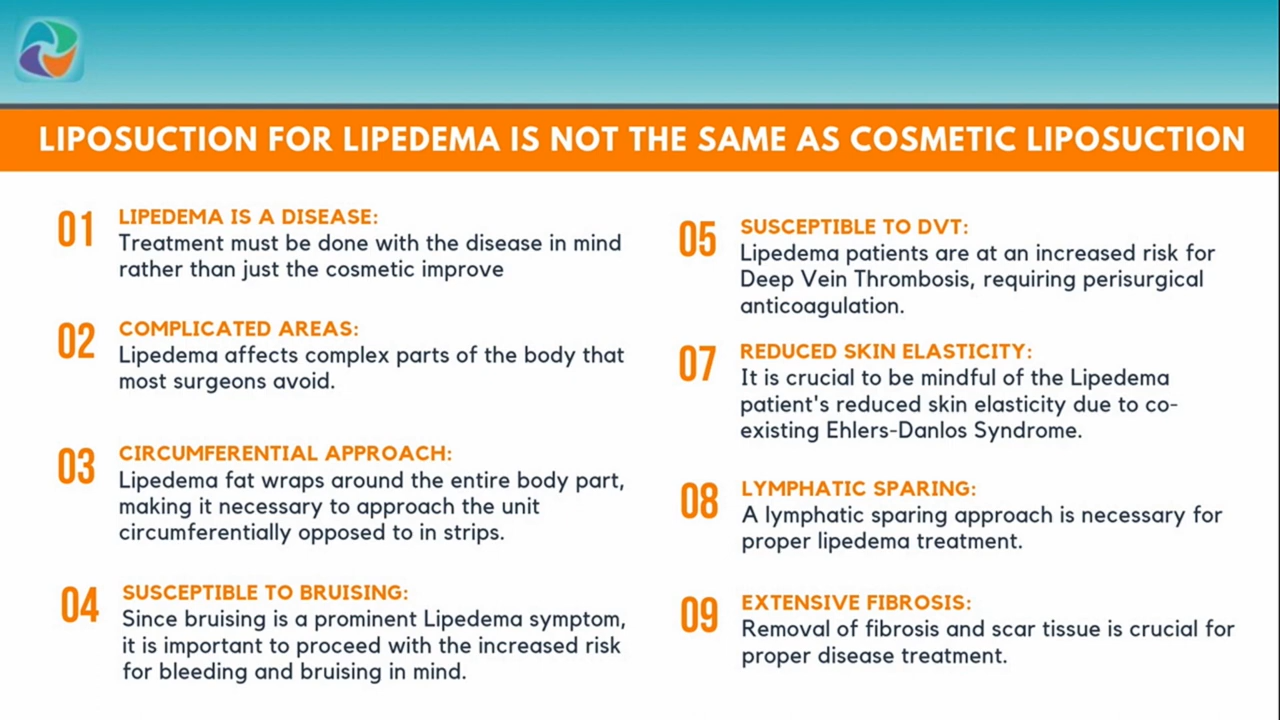 LIPOSUCTION FOR LIPEDEMA IS NOT THE SAME AS COSMETIC LIPOSUCTION
01
LIPEDEMA IS A DISEASE:
Treatment must be done with the disease in mind
rather than just the cosmetic improve
02
COMPLICATED AREAS:
Lipedema affects complex parts of the body that
most surgeons avoid.
03
CIRCUMFERENTIAL APPROACH:
Lipedema fat wraps around the entire body part,
making it necessary to approach the unit
circumferentially opposed to in strips.
04
SUSCEPTIBLE TO BRUISING:
Since bruising is a prominent Lipedema symptom,
it is important to proceed with the increased risk
for bleeding and bruising in mind.
05
SUSCEPTIBLE TO DVT:
Lipedema patients are at an increased risk for
Deep Vein Thrombosis, requiring perisurgical
anticoagulation.
07
REDUCED SKIN ELASTICITY:
It is crucial to be mindful of the Lipedema
patient's reduced skin elasticity due to co-
existing Ehlers-Danlos Syndrome.
08
LYMPHATIC SPARING:
A lymphatic sparing approach is necessary for
proper lipedema treatment.
09
EXTENSIVE FIBROSIS:
Removal of fibrosis and scar tissue is crucial for
proper disease treatment.